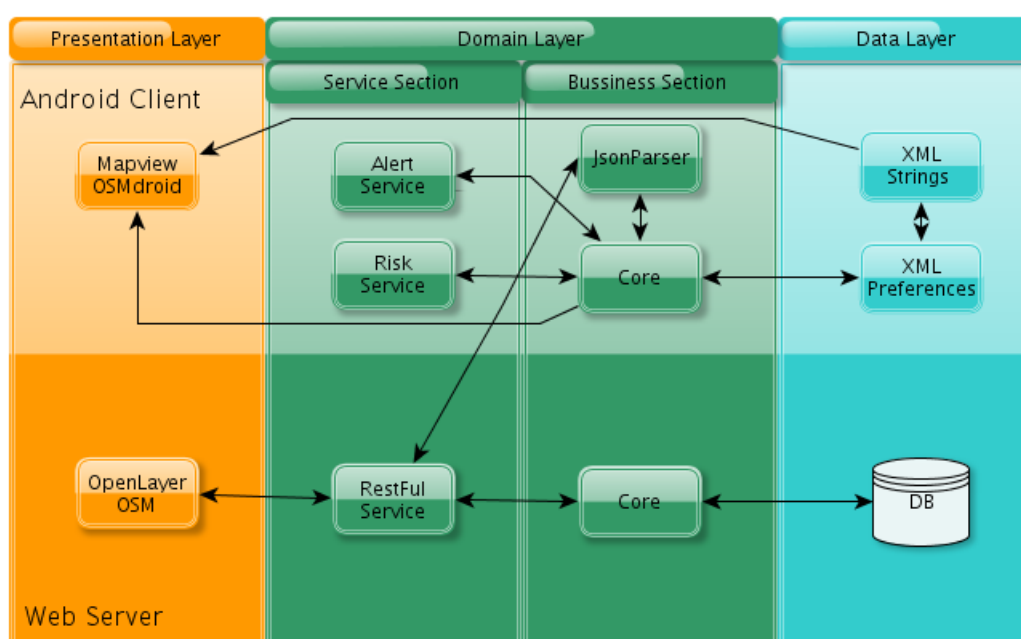 Presentation Layer
Domain Layer
Data Layer
Service Section
Bussiness Section
Android Client
Mapview
OSMdroid
Alert
Service
JsonParser
XML
Strings
Risk
Service
Core
XML
Preferences
OpenLayer
OSM
RestFul
Service
Core
DB
Web Server